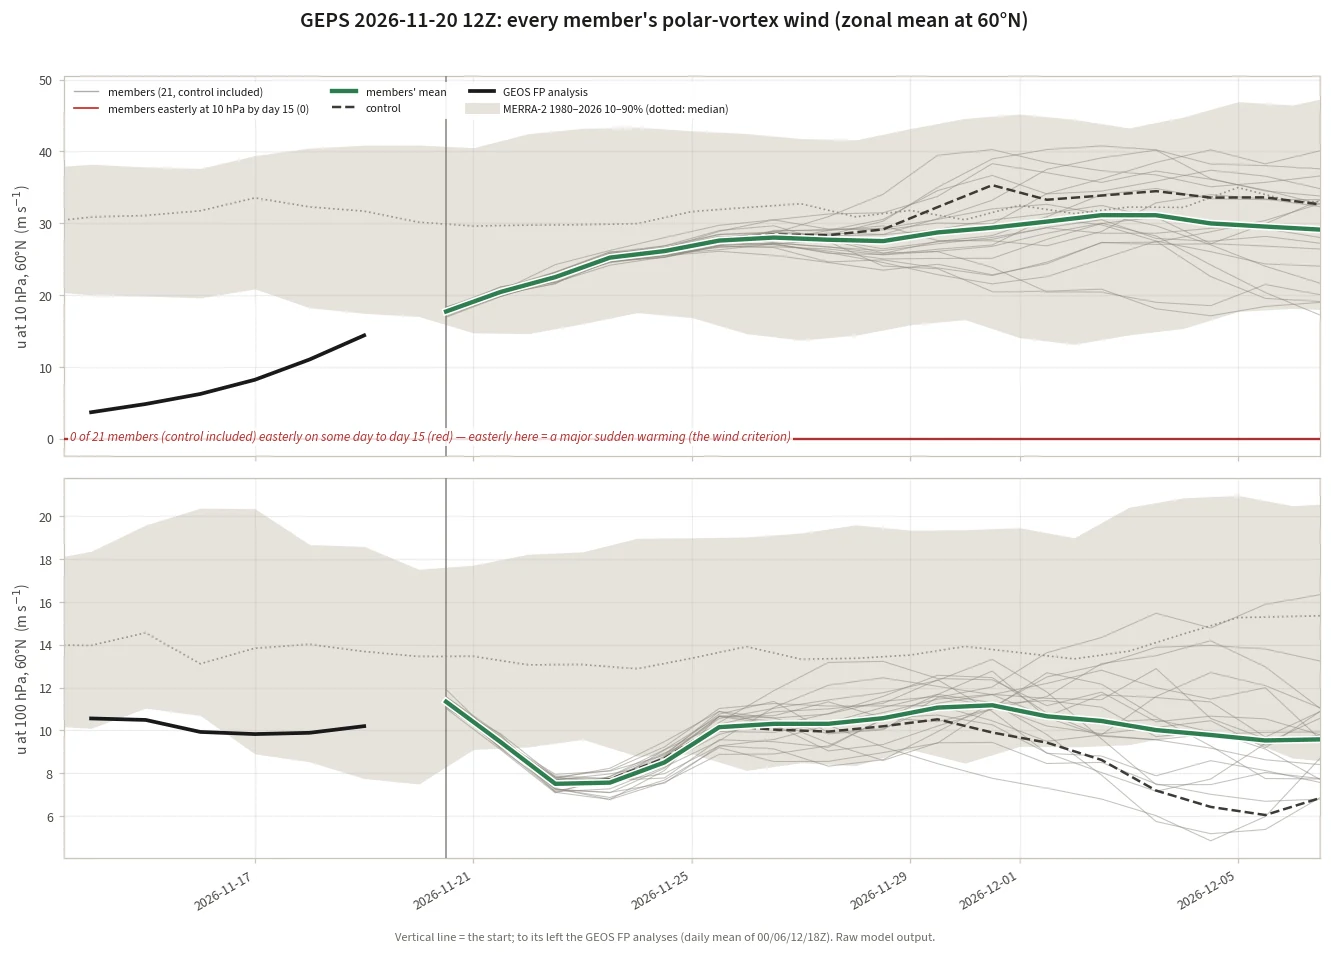 GEPS 2026-11-20 12Z: every member's polar-vortex wind (zonal mean at 60°N)
members (21, control included)
members easterly at 10 hPa by day 15 (0)
members' mean
control
GEOS FP analysis
MERRA-2 1980–2026 10–90% (dotted: median)
u at 10 hPa, 60°N (m s⁻¹)
50
40
30
20
10
0
0 of 21 members (control included) easterly on some day to day 15 (red) — easterly here = a major sudden warming (the wind criterion)
u at 100 hPa, 60°N (m s⁻¹)
20
18
16
14
12
10
8
6
2026-11-17
2026-11-21
2026-11-25
2026-11-29
2026-12-01
2026-12-05
Vertical line = the start; to its left the GEOS FP analyses (daily mean of 00/06/12/18Z). Raw model output.